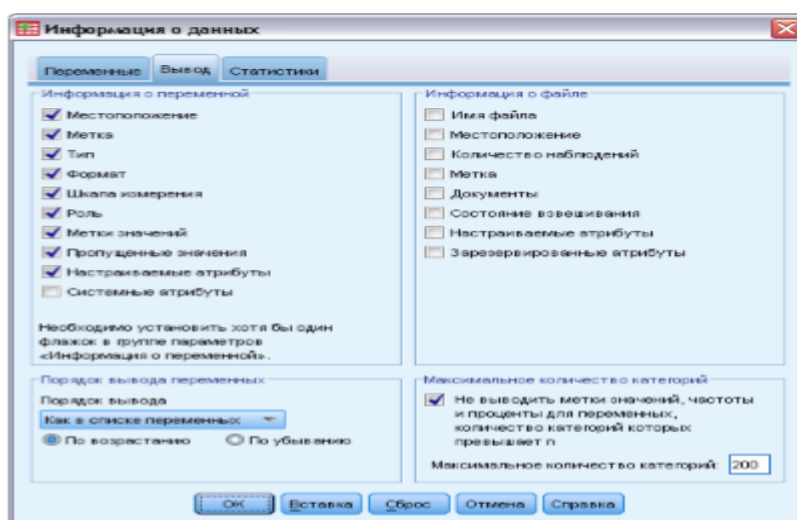 Информация о данных
Переменные Вывод Статистики
Информация о переменной
Местоположение
Метка
Тип
Формат
Шкала измерения
Роль
Метки значений
Пропущенные значения
Настраиваемые атрибуты
Системные атрибуты
Необходимо установить хотя бы один
флажок в группе параметров
«Информация о переменной».
Информация о файле
Имя файла
Местоположение
Количество наблюдений
Метка
Документы
Состояние взвешивания
Настраиваемые атрибуты
Зарезервированные атрибуты
Порядок вывода переменных
Порядок вывода
Как в списке переменных
По возрастанию По убыванию
Максимальное количество категорий
Не выводить метки значений, частоты
и проценты для переменных,
количество категорий которых
превышает n
Максимальное количество категорий: 200
ОК Вставка Сброс Отмена Справка